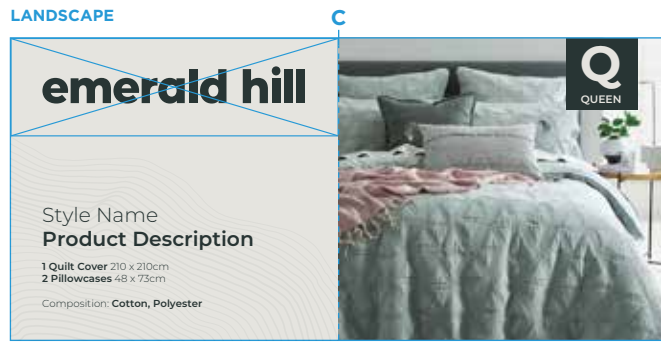 LANDSCAPE
C
emerald hill
Q
QUEEN
Style Name
Product Description
1 Quilt Cover 210 x 210cm
2 Pillowcases 48 x 73cm
Composition: Cotton, Polyester